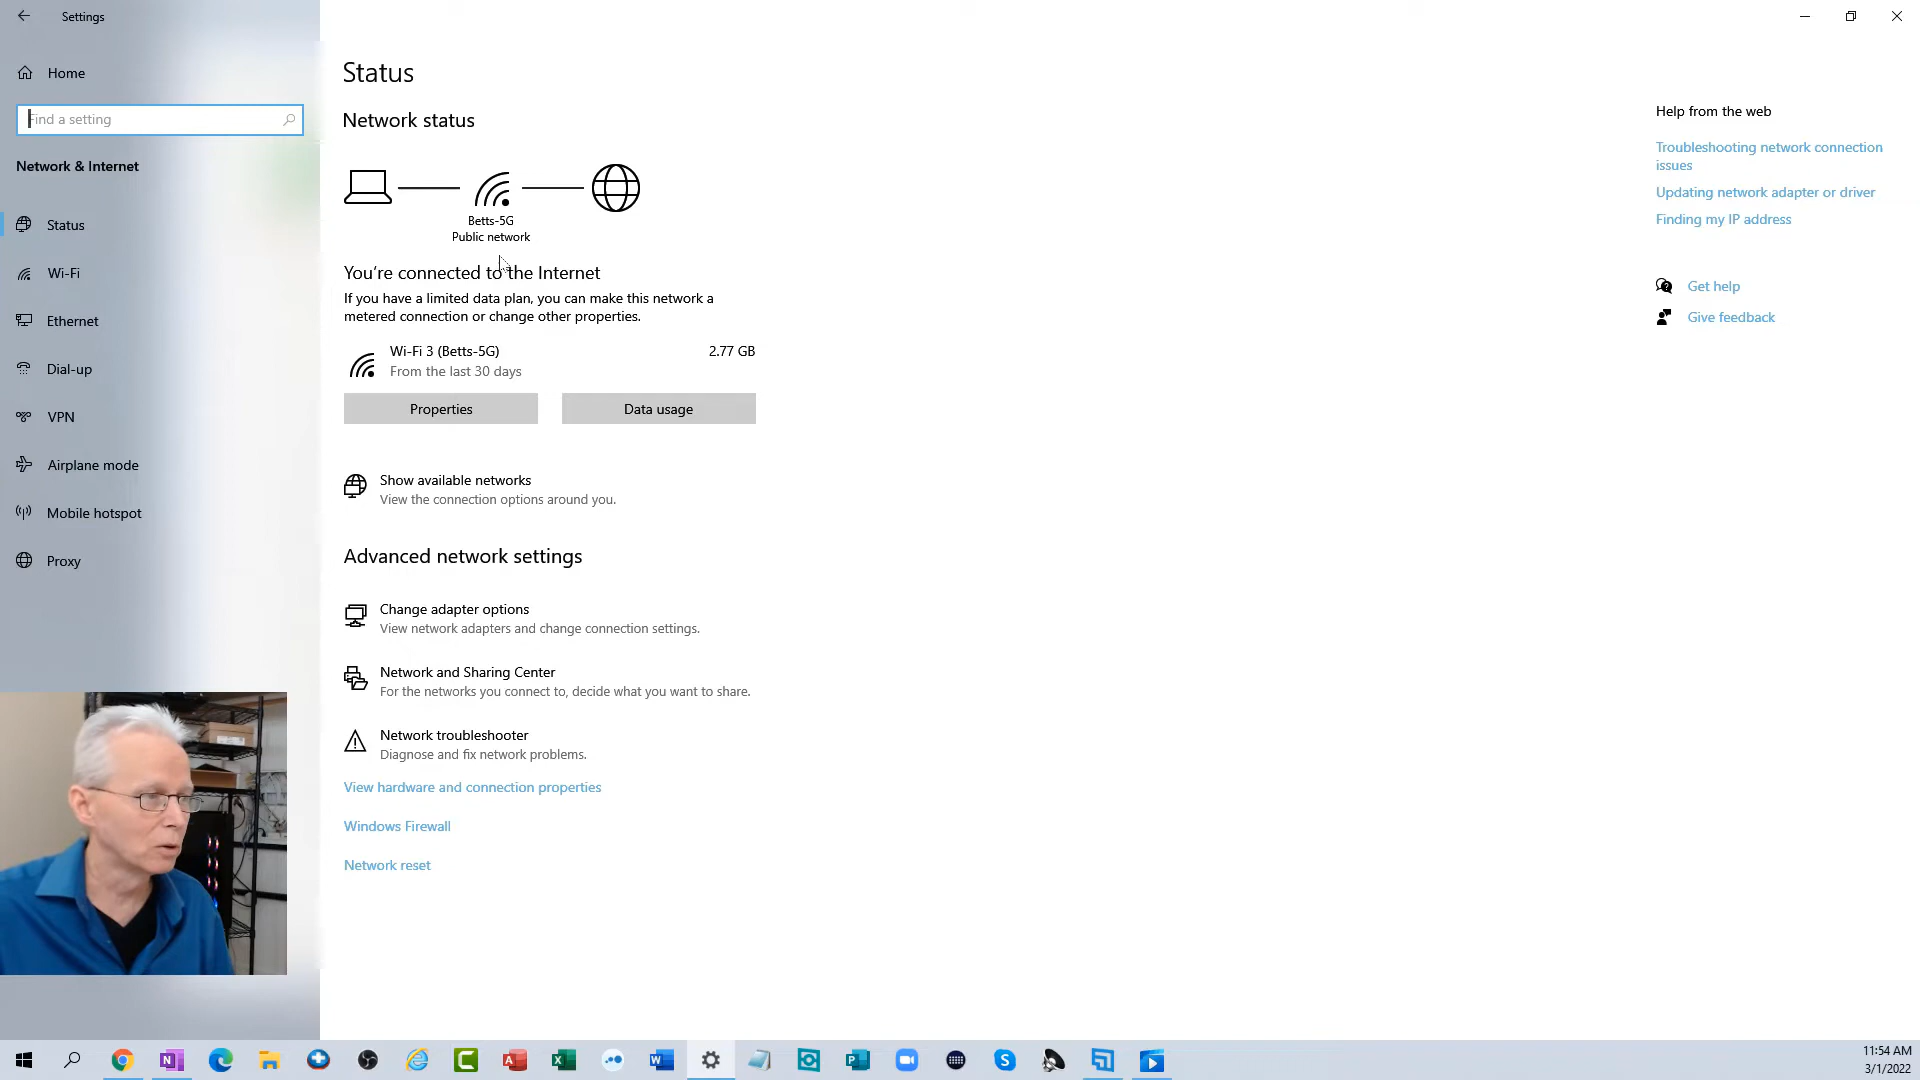 Settings
Home
Find a setting
Network & Internet
Status
Wi-Fi
Ethernet
Dial-up
VPN
Airplane mode
Mobile hotspot
Proxy
Status
Network status
Betts-5G
Public network
You're connected to the Internet
If you have a limited data plan, you can make this network a
metered connection or change other properties.
Wi-Fi 3 (Betts-5G)
2.77 GB
From the last 30 days
Properties
Data usage
Show available networks
View the connection options around you.
Advanced network settings
Change adapter options
View network adapters and change connection settings.
Network and Sharing Center
For the networks you connect to, decide what you want to share.
Network troubleshooter
Diagnose and fix network problems.
View hardware and connection properties
Windows Firewall
Network reset
Help from the web
Troubleshooting network connection
issues
Updating network adapter or driver
Finding my IP address
Get help
Give feedback
11:54 AM
3/1/2022